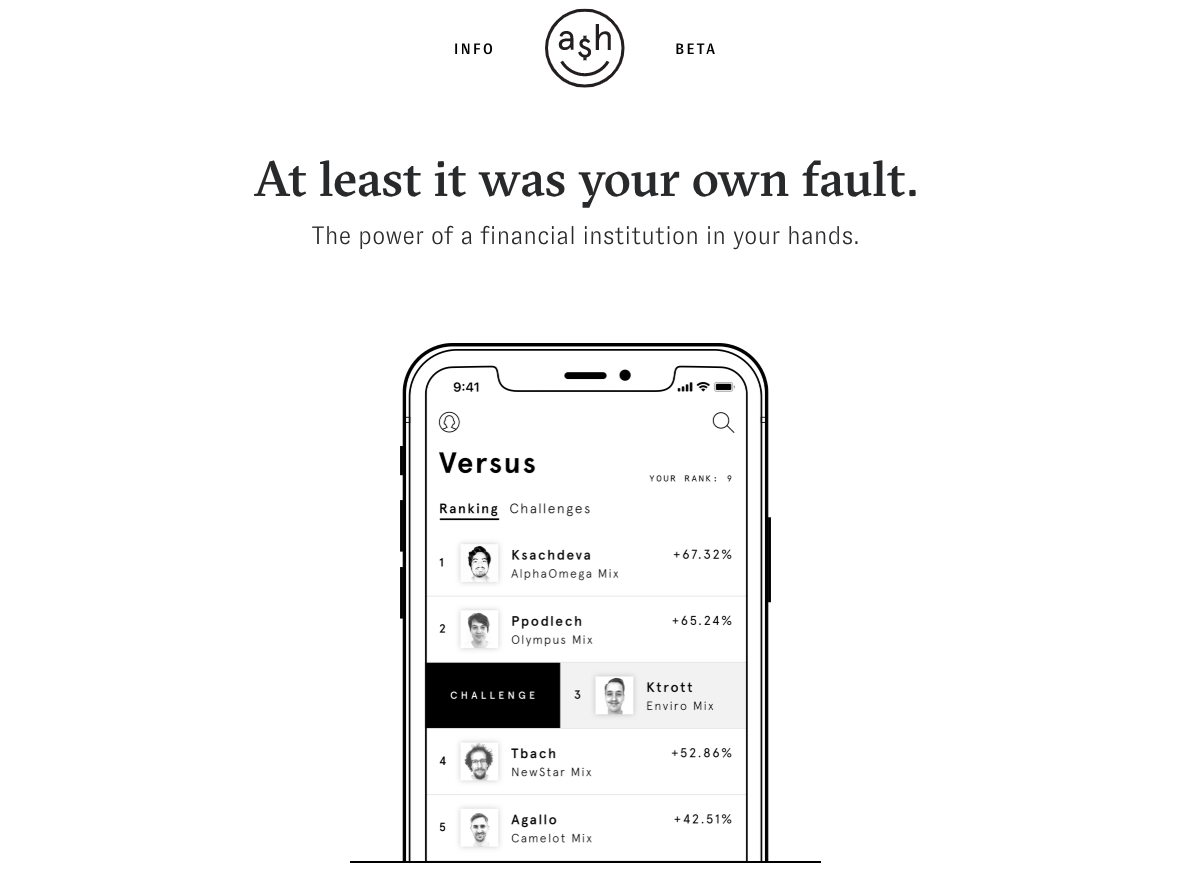 INFO
a$h
BETA
At least it was your own fault.
The power of a financial institution in your hands.
9:41
Versus
YOUR RANK: 9
Ranking Challenges
1 Ksachdeva +67.32%
AlphaOmega Mix
2 Ppodlech +65.24%
Olympus Mix
CHALLENGE 3 Ktrott
Enviro Mix
4 Tbach +52.86%
NewStar Mix
5 Agallo +42.51%
Camelot Mix